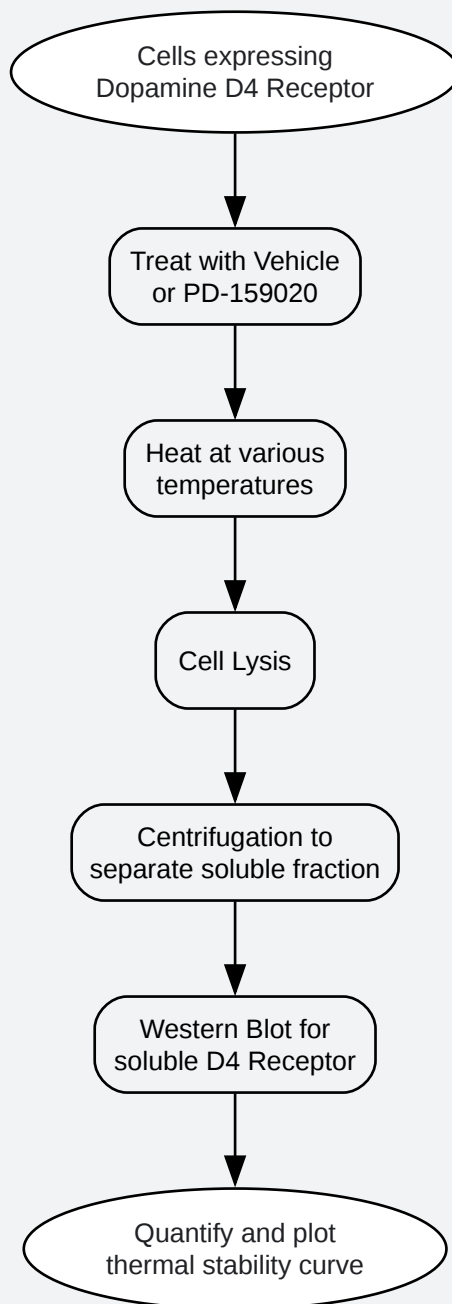 Cells expressing
Dopamine D4 Receptor
Treat with Vehicle
or PD-159020
Heat at various
temperatures
Cell Lysis
Centrifugation to
separate soluble fraction
Western Blot for
soluble D4 Receptor
Quantify and plot
thermal stability curve